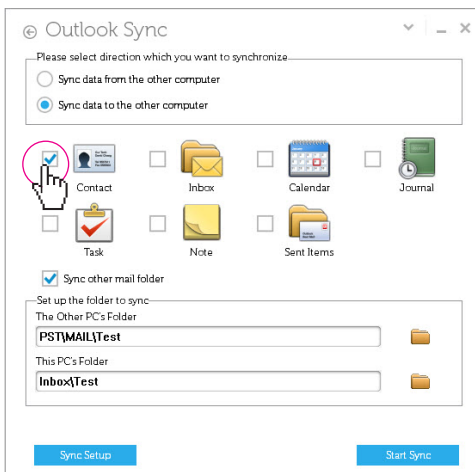 Outlook Sync
Please select direction which you want to synchronize
Sync data from the other computer
Sync data to the other computer
Contact
Inbox
Calendar
Journal
Task
Note
Sent Items
Sync other mail folder
Set up the folder to sync
The Other PC's Folder
PST\MAIL\Test
This PC's Folder
Inbox\Test
Sync Setup
Start Sync